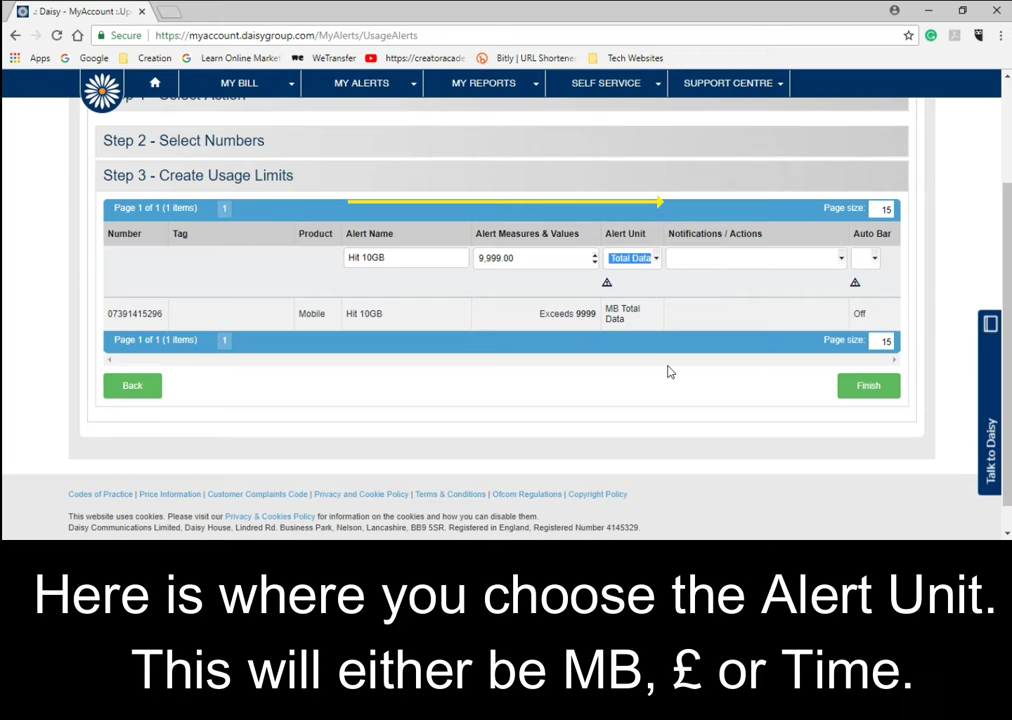 .: Daisy - MyAccount ::Up
Secure https://myaccount.daisygroup.com/MyAlerts/UsageAlerts
Apps Google Creation Learn Online Market WeTransfer https://creatoracade Bitly | URL Shortener Tech Websites
MY BILL MY ALERTS MY REPORTS SELF SERVICE SUPPORT CENTRE
Step 1 - Select Action
Step 2 - Select Numbers
Step 3 - Create Usage Limits
Page 1 of 1 (1 items) 1 Page size: 15
Number Tag Product Alert Name Alert Measures & Values Alert Unit Notifications / Actions Auto Bar
Hit 10GB 9,999.00 Total Data
07391415296 Mobile Hit 10GB Exceeds 9999 MB Total Data Off
Page 1 of 1 (1 items) 1 Page size: 15
Back Finish
Talk to Daisy
Codes of Practice | Price Information | Customer Complaints Code | Privacy and Cookie Policy | Terms & Conditions | Ofcom Regulations | Copyright Policy
This website uses cookies. Please visit our Privacy & Cookies Policy for information on the cookies and how you can disable them.
Daisy Communications Limited, Daisy House, Lindred Rd. Business Park, Nelson, Lancashire, BB9 5SR. Registered in England, Registered Number 4145329.
Here is where you choose the Alert Unit.
This will either be MB, £ or Time.